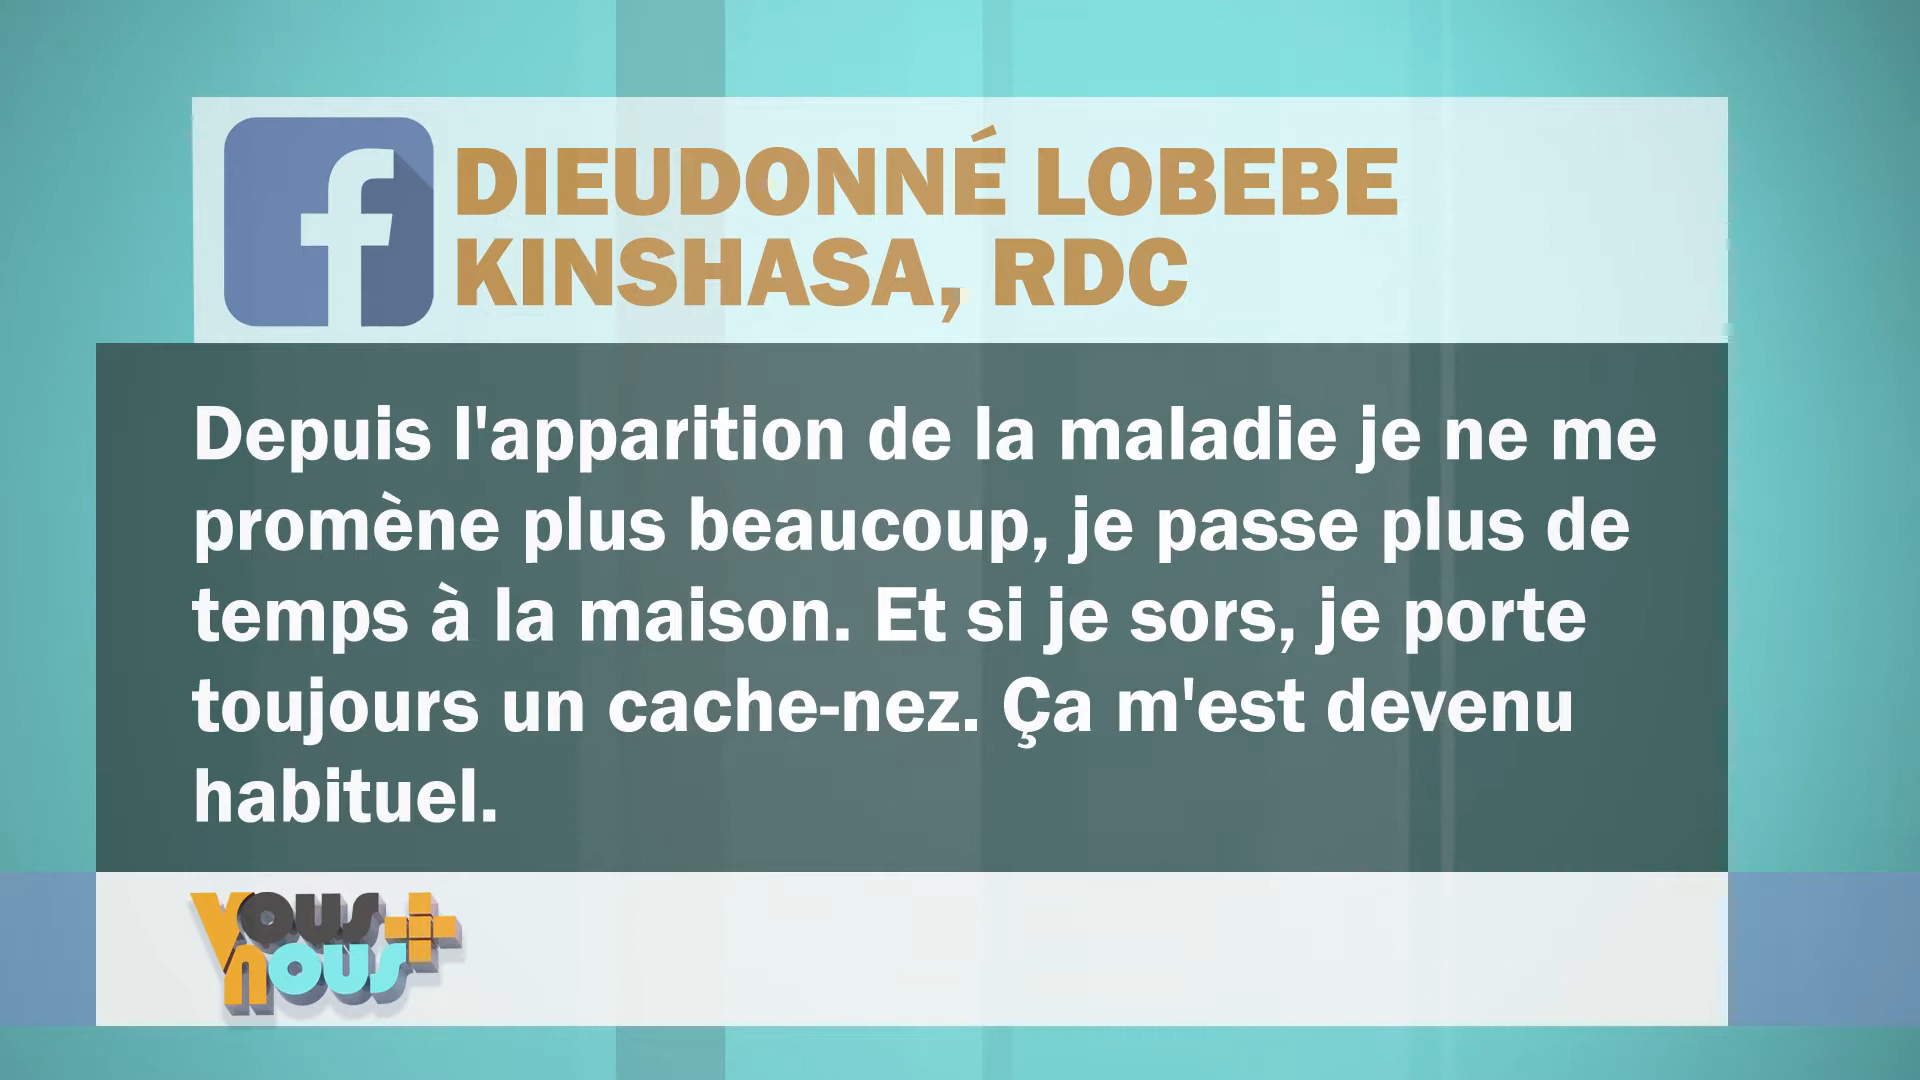 DIEUDONNÉ LOBEBE
KINSHASA, RDC
Depuis l'apparition de la maladie je ne me
promène plus beaucoup, je passe plus de
temps à la maison. Et si je sors, je porte
toujours un cache-nez. Ça m'est devenu
habituel.
Vous
nous